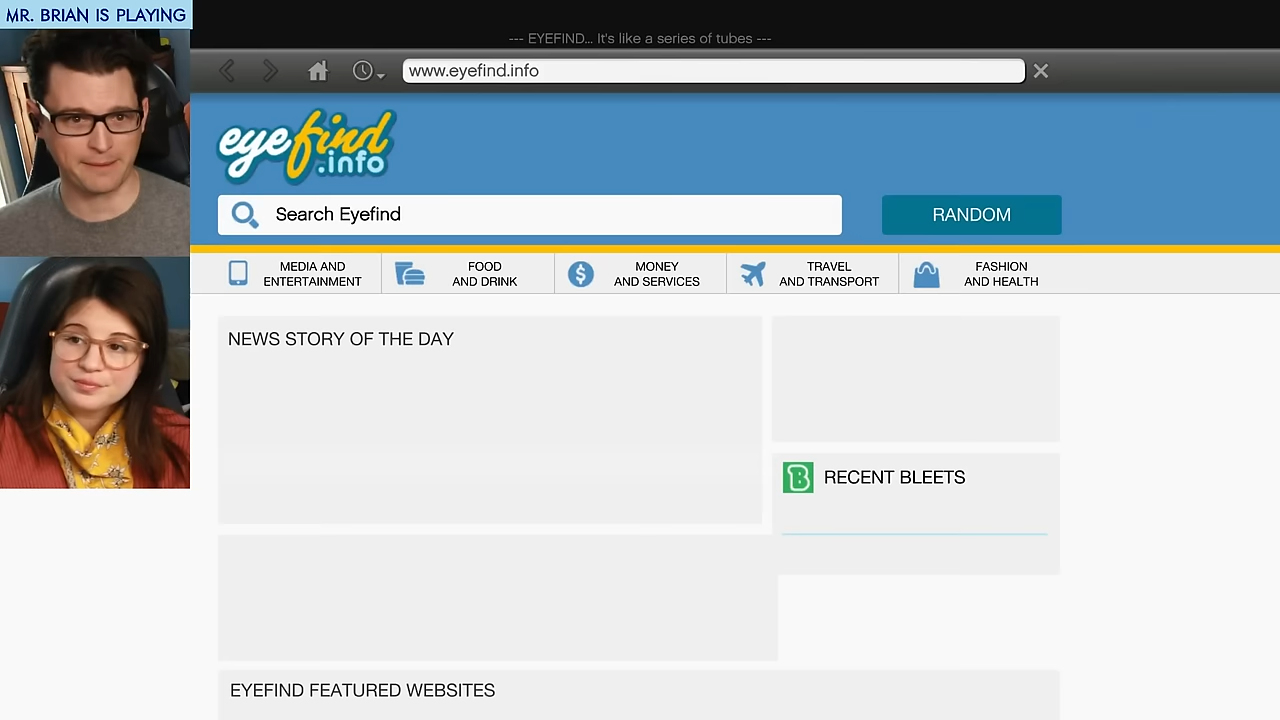 MR. BRIAN IS PLAYING
--- EYEFIND... It's like a series of tubes ---
www.eyefind.info
eyefind
.info
Search Eyefind
RANDOM
MEDIA AND
ENTERTAINMENT
FOOD
AND DRINK
MONEY
AND SERVICES
TRAVEL
AND TRANSPORT
FASHION
AND HEALTH
NEWS STORY OF THE DAY
B RECENT BLEETS
EYEFIND FEATURED WEBSITES